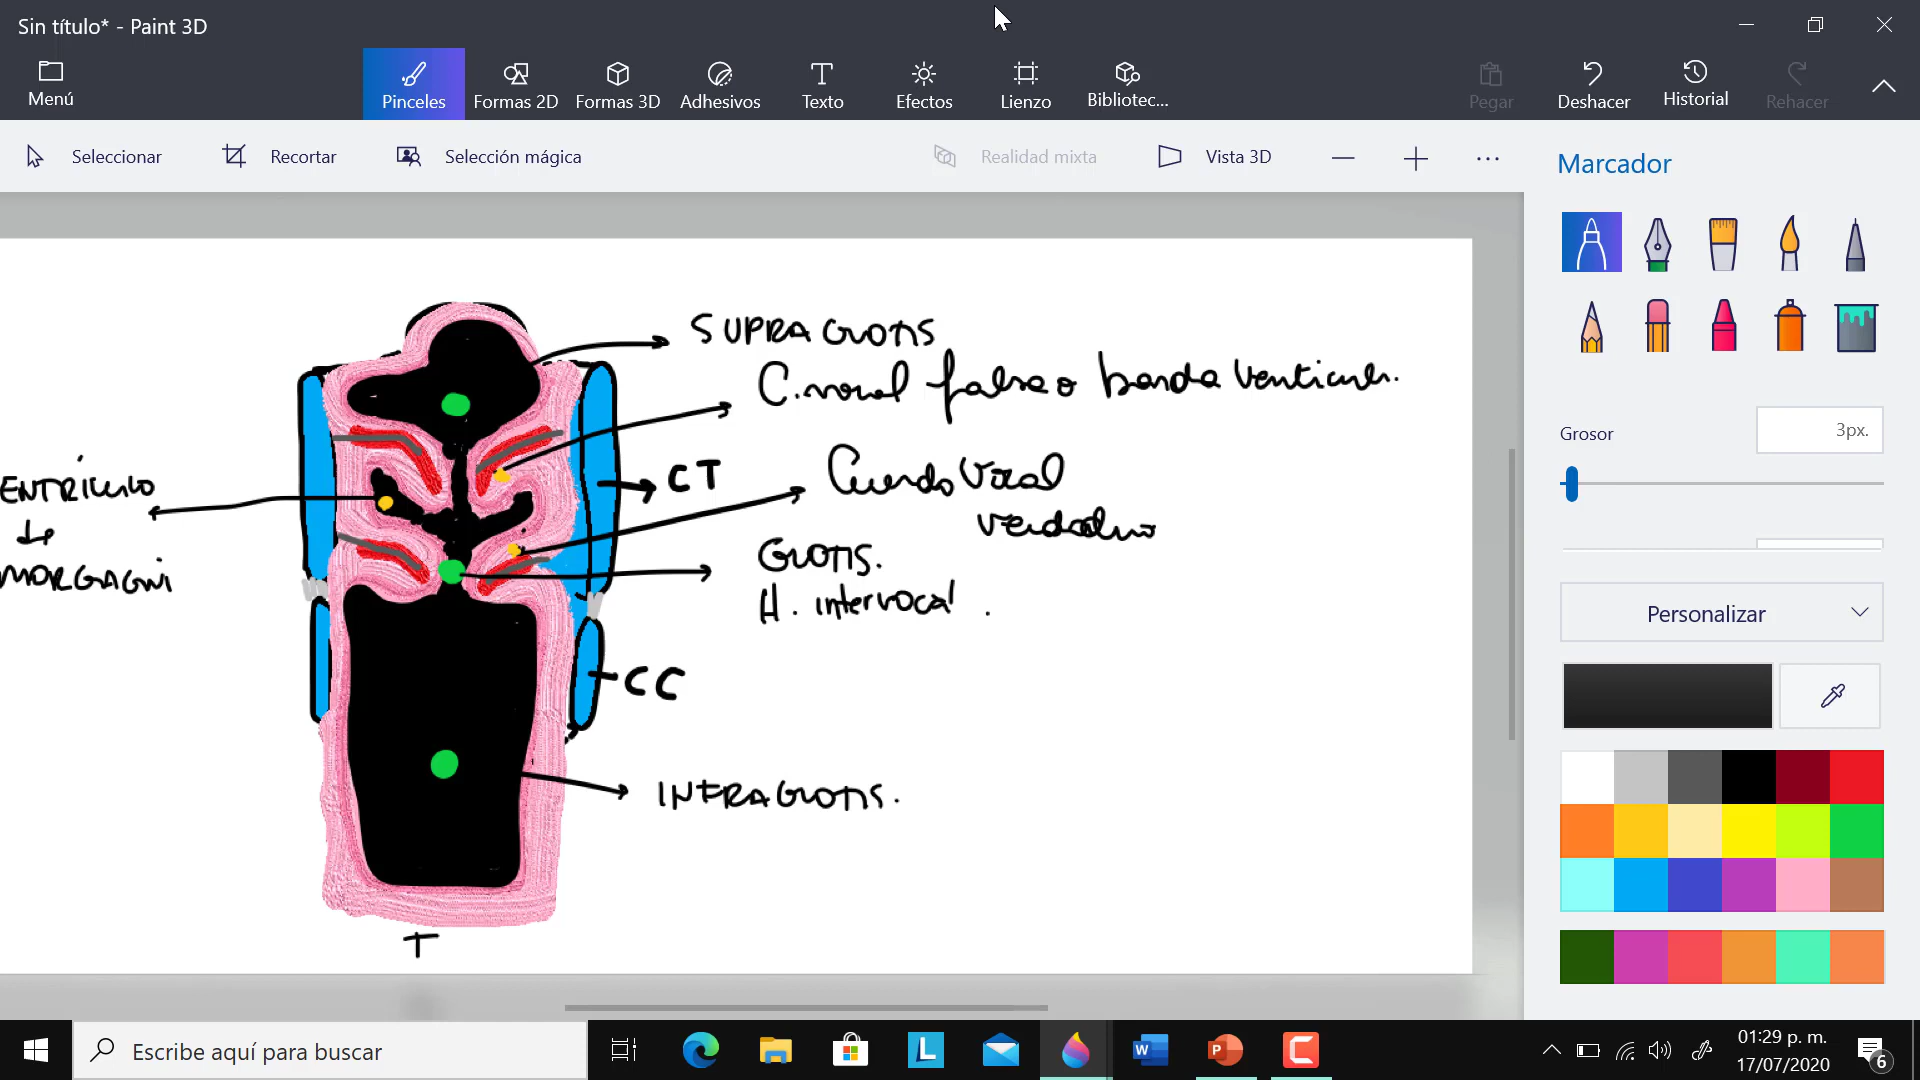 Sin título* - Paint 3D
Menú
Pinceles
Formas 2D
Formas 3D
Adhesivos
Texto
Efectos
Lienzo
Bibliotec...
Pegar
Deshacer
Historial
Rehacer
Seleccionar
Recortar
Selección mágica
Realidad mixta
Vista 3D
Marcador
Grosor
3px.
Personalizar
SUPRAGLOTIS
C. vocal falsa o banda ventricular.
CT
Cuerda Vocal
verdadera
ENTRICULO
de
MORGAGNI
GLOTIS.
H. intervocal.
CC
INFRAGLOTIS.
T
Escribe aquí para buscar
01:29 p. m.
17/07/2020
6